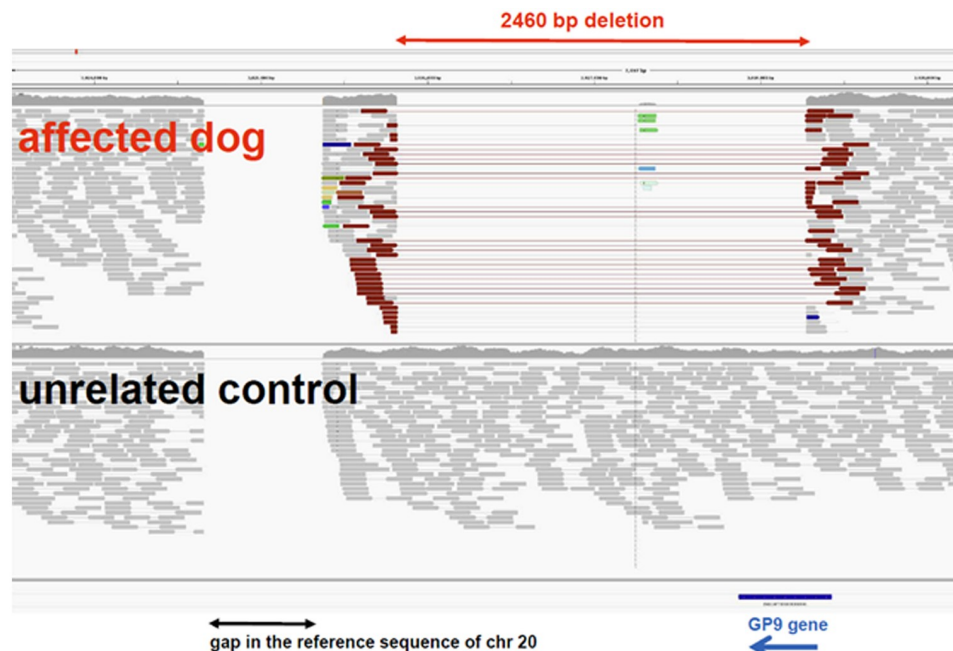 2460 bp deletion
affected dog
unrelated control
GP9 gene
gap in the reference sequence of chr 20